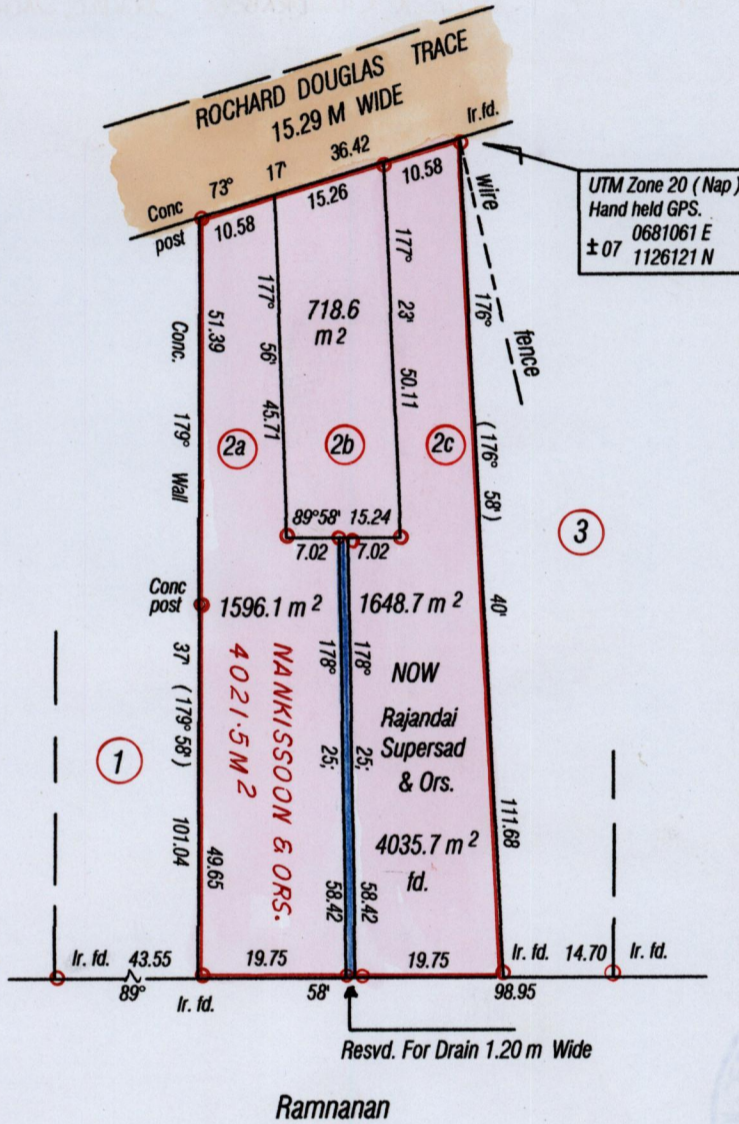 ROCHARD DOUGLAS TRACE
15.29 M WIDE
Ir.fd.
36.42
73° 17'
15.26
10.58
Conc
post
10.58
wire
fence
UTM Zone 20 ( Nap )
Hand held GPS.
0681061 E
± 07 1126121 N
51.39
Conc. 179° Wall
177° 56' 45.71
718.6
m 2
177° 23' 50.11
176°
( 176° 58' )
40'
111.68
2a
2b
2c
3
89°58' 15.24
7.02
7.02
Conc
post
1596.1 m 2
1648.7 m 2
37' ( 179° 58' ) 101.04
49.65
NANKISSOON & ORS.
4021.5 M 2
178° 25; 58.42
178° 25; 58.42
NOW
Rajandai
Supersad
& Ors.
4035.7 m 2
fd.
1
Ir. fd. 43.55
19.75
19.75
Ir. fd. 14.70 Ir. fd.
89°
Ir. fd.
58'
98.95
Resvd. For Drain 1.20 m Wide
Ramnanan